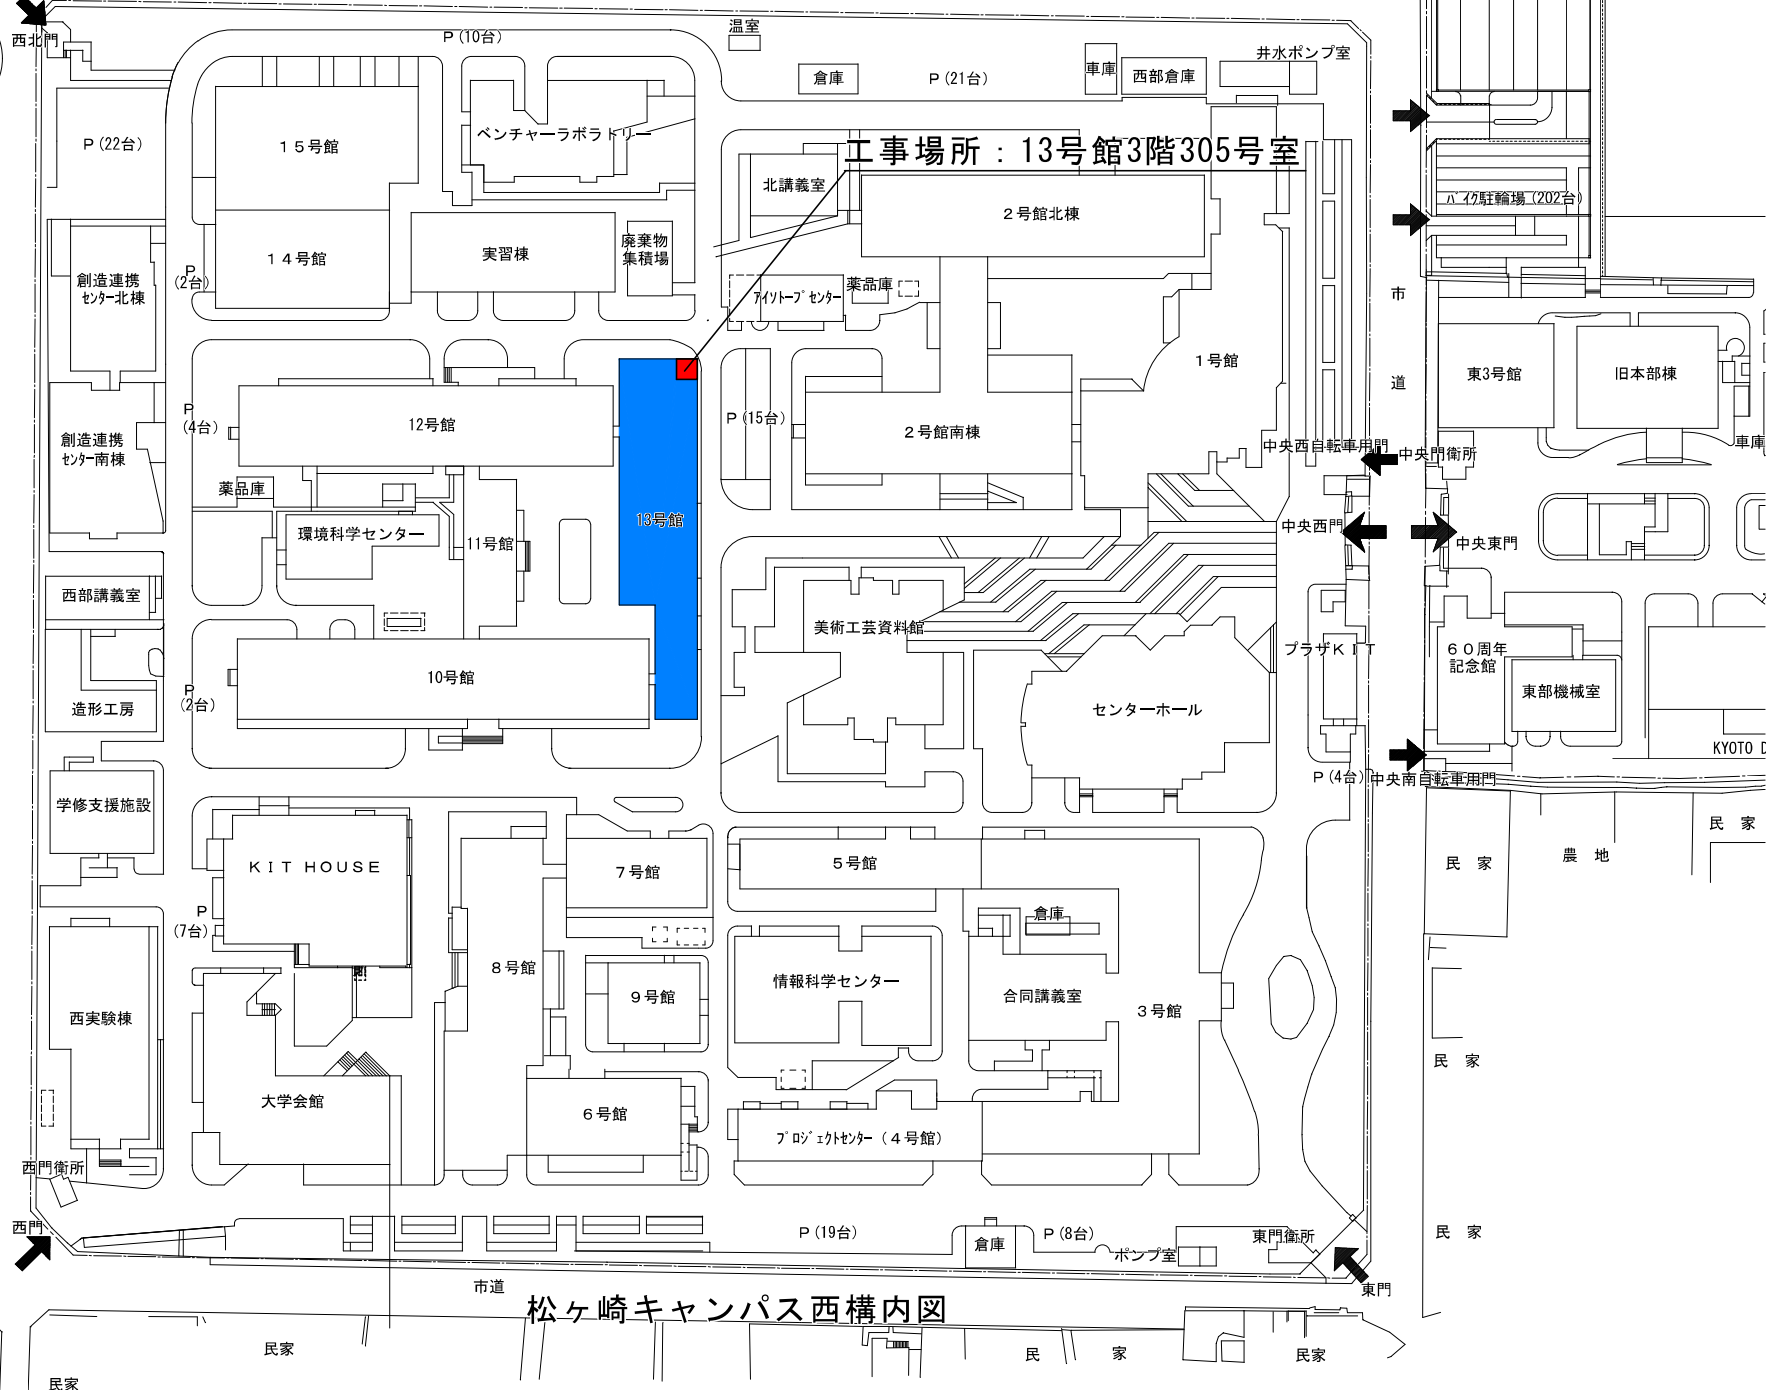 西北門
P (10台)
温室
倉庫
P (21台)
車庫
西部倉庫
井水ポンプ室
P (22台)
15号館
ベンチャーラボラトリー
工事場所：13号館3階305号室
北講義室
2号館北棟
ﾊﾞｲｸ駐輪場 (202台)
14号館
実習棟
廃棄物
集積場
P
(2台)
創造連携
ｾﾝﾀｰ北棟
ｱｲｿﾄｰﾌﾟｾﾝﾀｰ
薬品庫
市
道
1号館
東3号館
旧本部棟
車庫
P
(4台)
12号館
P (15台)
2号館南棟
中央西自転車用門
中央門衛所
創造連携
ｾﾝﾀｰ南棟
薬品庫
環境科学センター
11号館
13号館
中央西門
中央東門
西部講義室
美術工芸資料館
プラザKIT
60周年
記念館
東部機械室
P
(2台)
10号館
造形工房
センターホール
KYOTO D
P (4台)
中央南自転車用門
学修支援施設
KIT HOUSE
7号館
5号館
民 家
農 地
民 家
P
(7台)
倉庫
8号館
9号館
情報科学センター
合同講義室
3号館
西実験棟
民 家
大学会館
6号館
ﾌﾟﾛｼﾞｪｸﾄｾﾝﾀｰ (4号館)
西門衛所
西門
P (19台)
倉庫
P (8台)
ポンプ室
東門衛所
民 家
東門
市道
松ヶ崎キャンパス西構内図
民家
民 家
民家
民家